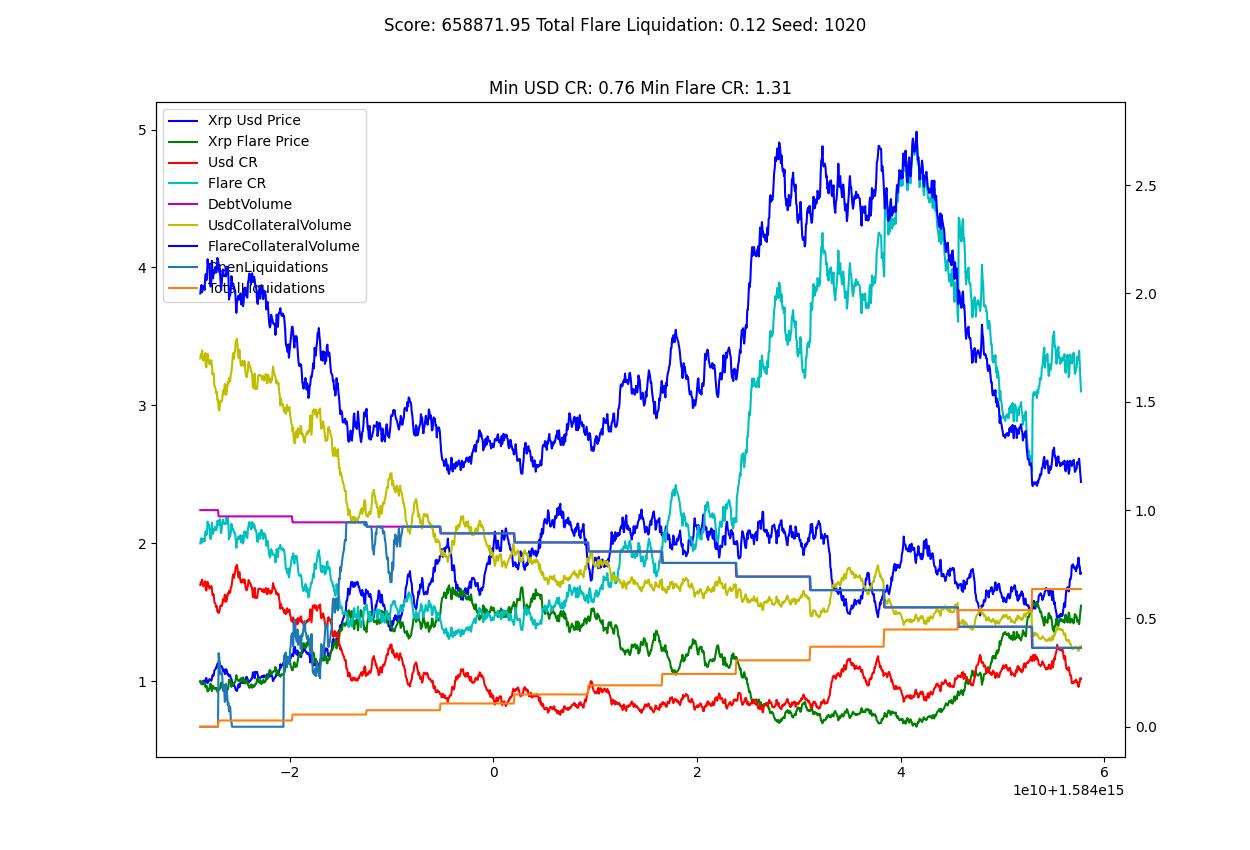 Score: 658871.95 Total Flare Liquidation: 0.12 Seed: 1020
Min USD CR: 0.76 Min Flare CR: 1.31
Xrp Usd Price
Xrp Flare Price
Usd CR
Flare CR
DebtVolume
UsdCollateralVolume
FlareCollateralVolume
OpenLiquidations
TotalLiquidations
5
4
3
2
1
2.5
2.0
1.5
1.0
0.5
0.0
−2
0
2
4
6
1e10+1.584e15